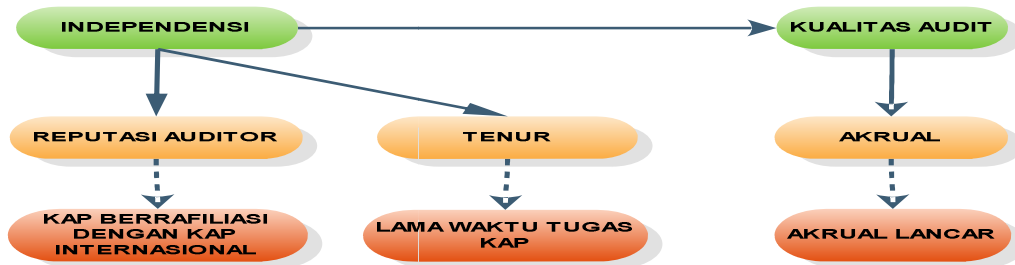 INDEPENDENSI
KUALITAS AUDIT
REPUTASI AUDITOR
TENUR
AKRUAL
KAP BERRAFILIASI
DENGAN KAP
INTERNASIONAL
LAMA WAKTU TUGAS
KAP
AKRUAL LANCAR